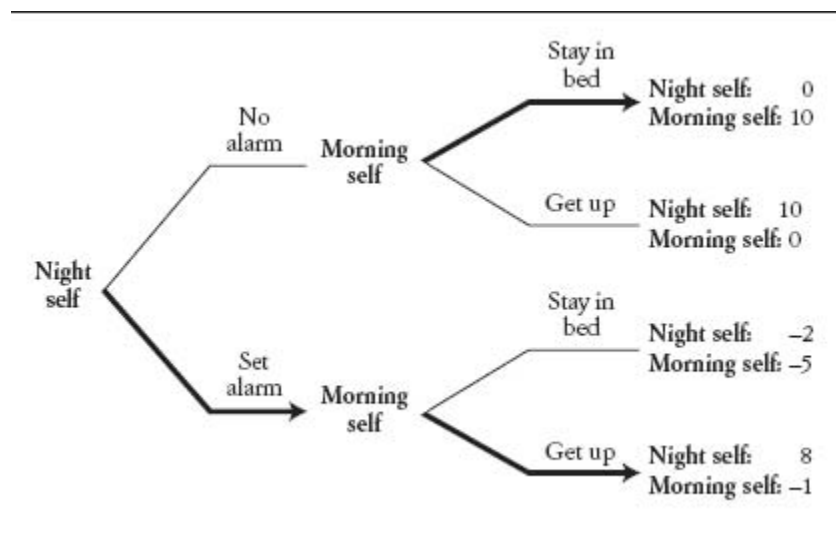 Stay in
bed
Night self: 0
Morning self: 10
No
alarm
Morning
self
Get up
Night self: 10
Morning self: 0
Night
self
Stay in
bed
Night self: –2
Morning self: –5
Set
alarm
Morning
self
Get up
Night self: 8
Morning self: –1